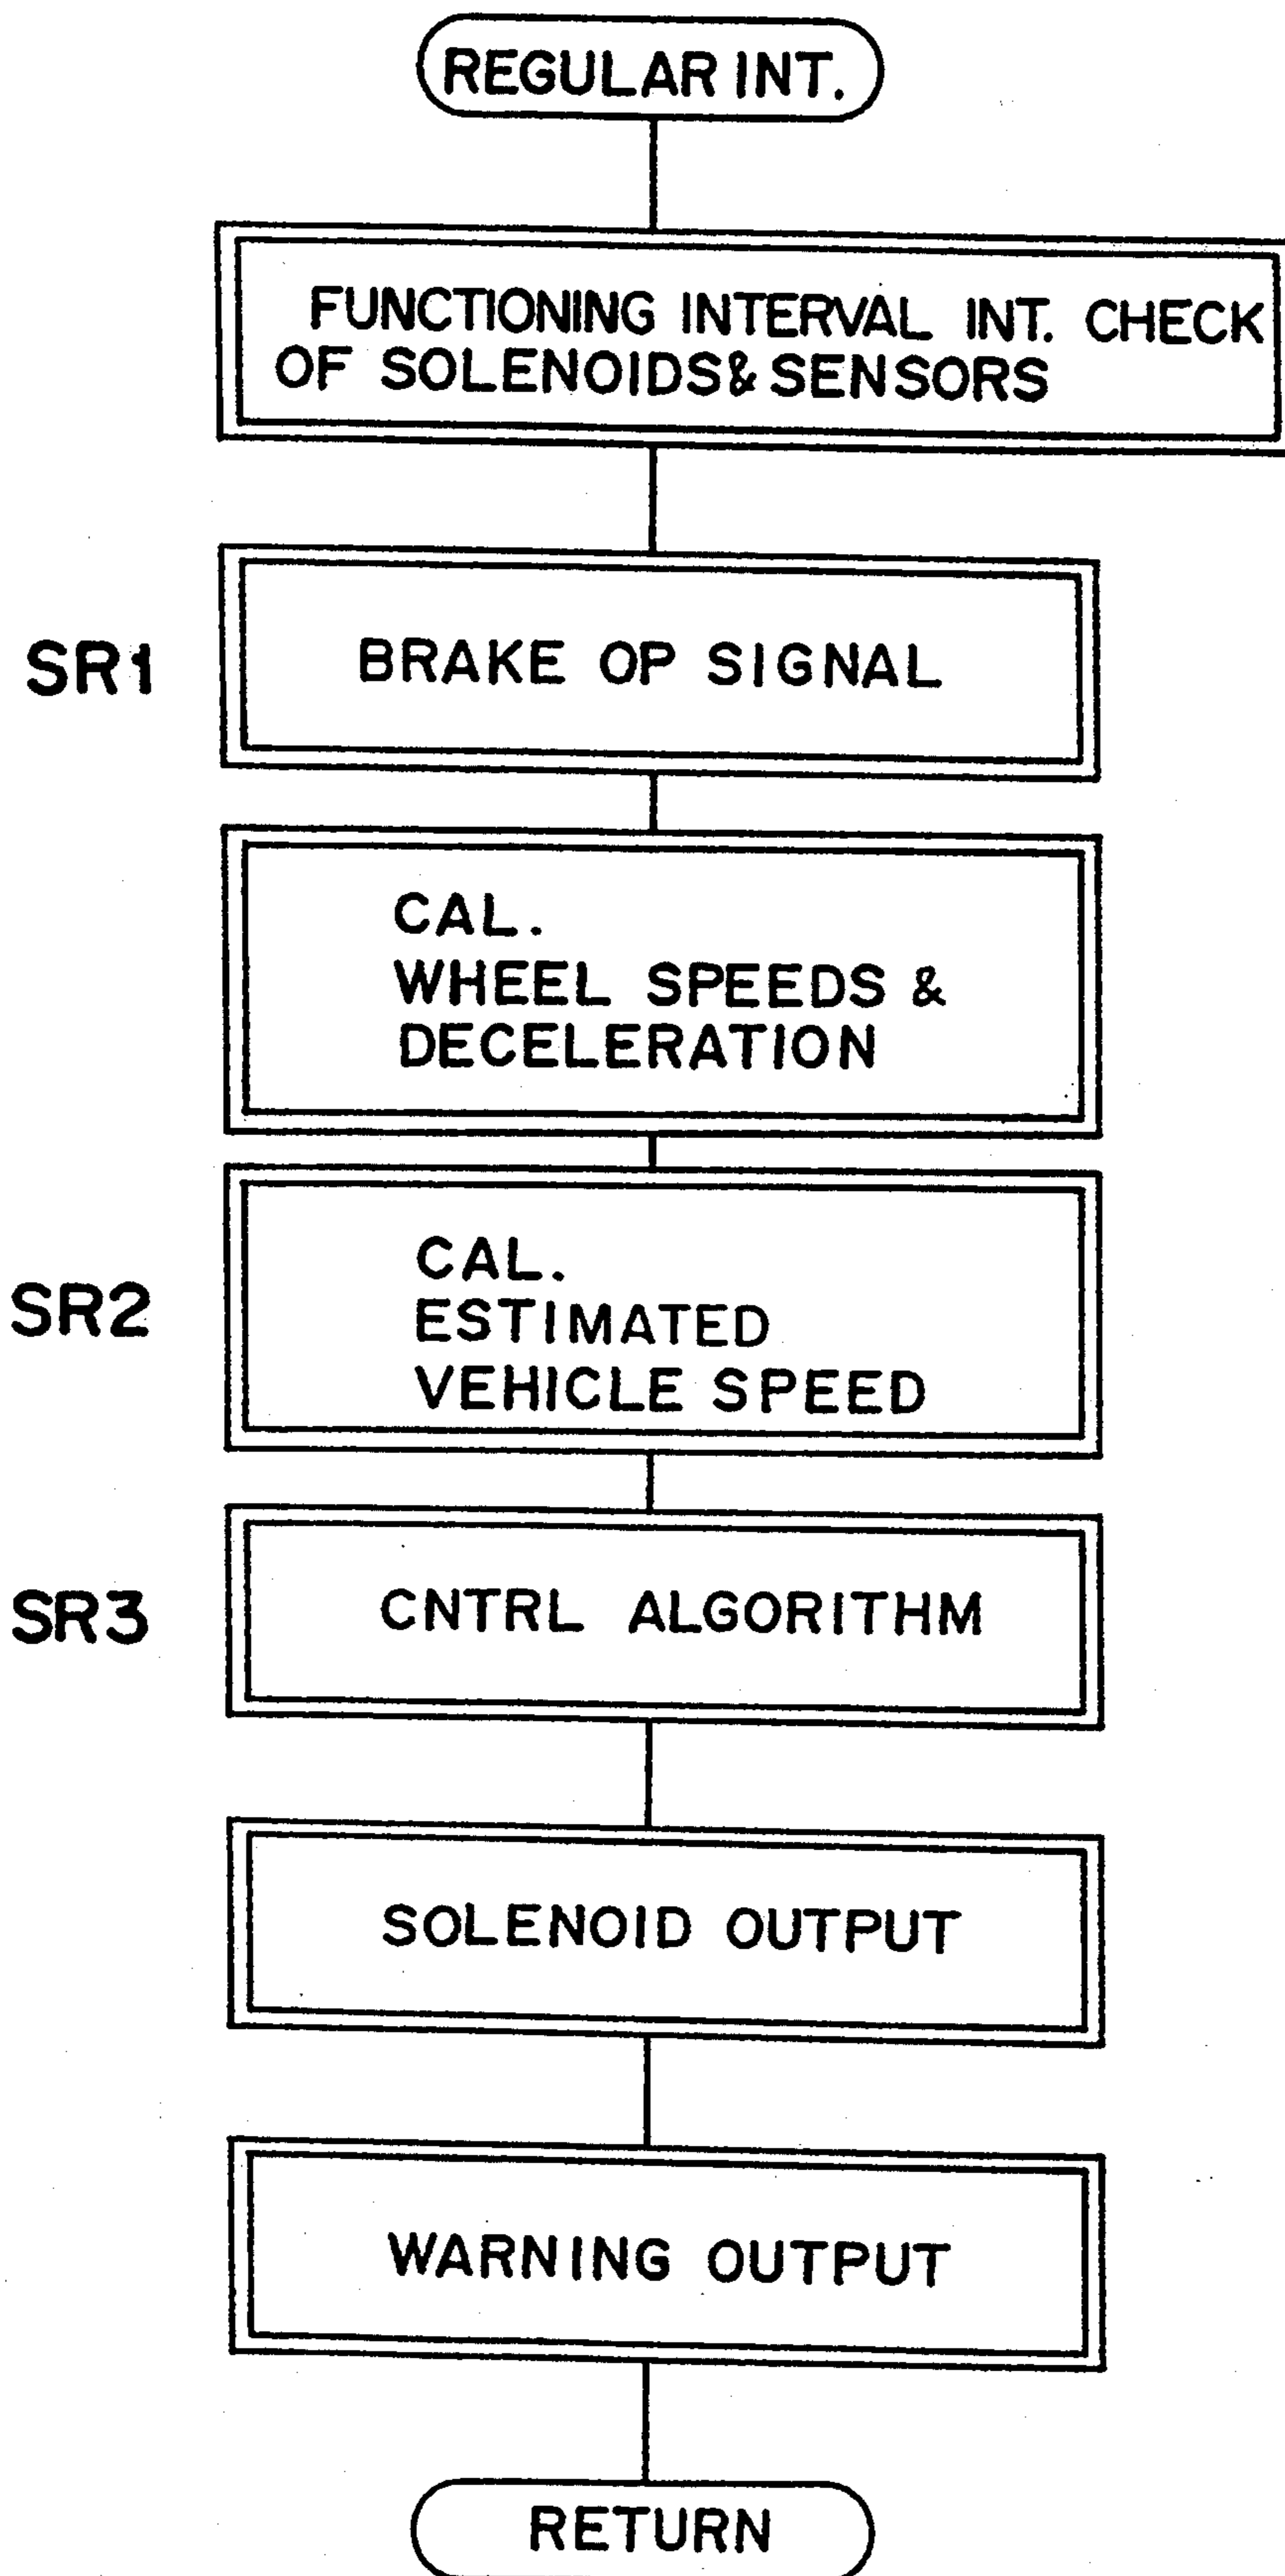 REGULAR INT.
FUNCTIONING INTERVAL INT. CHECK
OF SOLENOIDS & SENSORS
SR1
BRAKE OP SIGNAL
CAL.
WHEEL SPEEDS &
DECELERATION
SR2
CAL.
ESTIMATED
VEHICLE SPEED
SR3
CNTRL ALGORITHM
SOLENOID OUTPUT
WARNING OUTPUT
RETURN